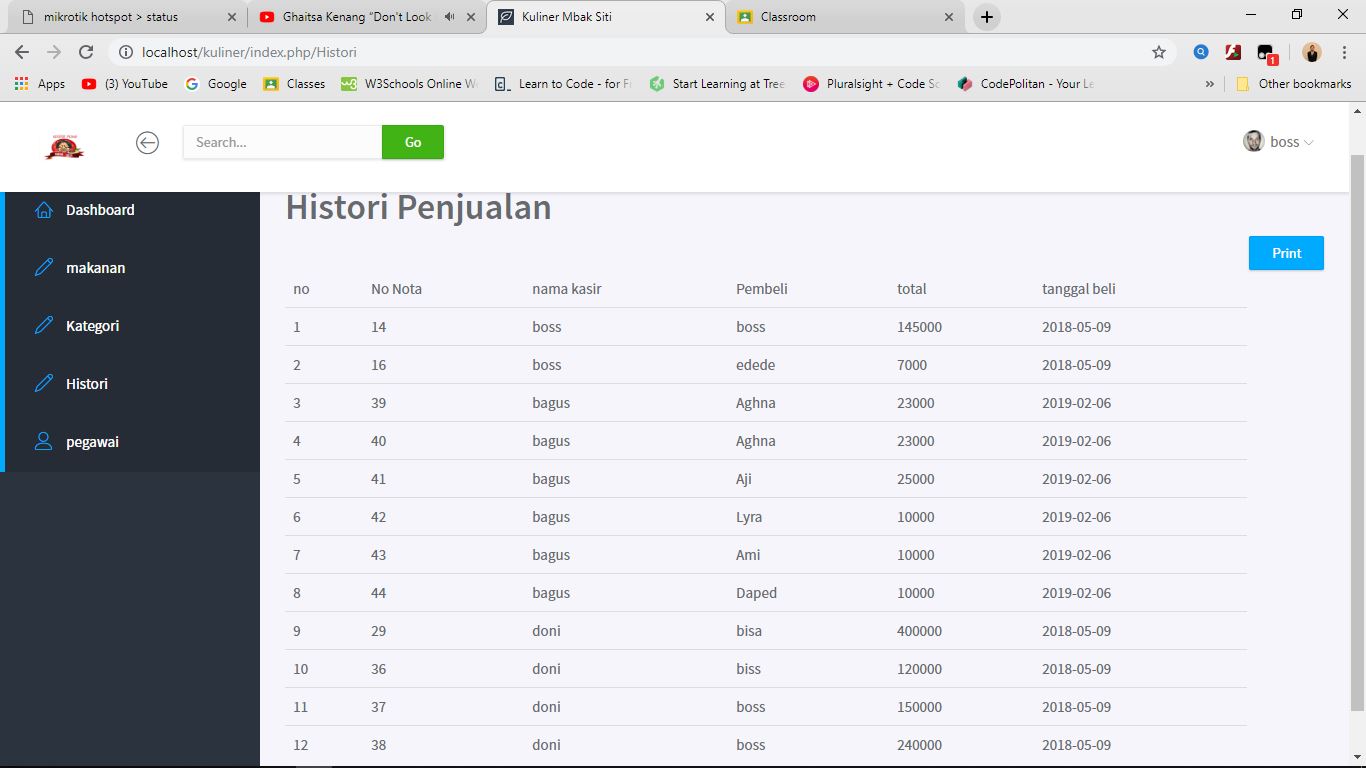 mikrotik hotspot > status
Ghaitsa Kenang "Don't Look
Kuliner Mbak Siti
Classroom
localhost/kuliner/index.php/Histori
1
Apps (3) YouTube Google Classes W3Schools Online W Learn to Code - for F Start Learning at Tree Pluralsight + Code Sc CodePolitan - Your Le » Other bookmarks
Search... Go boss
Dashboard
makanan
Kategori
Histori
pegawai
Histori Penjualan
Print
no No Nota nama kasir Pembeli total tanggal beli
1 14 boss boss 145000 2018-05-09
2 16 boss edede 7000 2018-05-09
3 39 bagus Aghna 23000 2019-02-06
4 40 bagus Aghna 23000 2019-02-06
5 41 bagus Aji 25000 2019-02-06
6 42 bagus Lyra 10000 2019-02-06
7 43 bagus Ami 10000 2019-02-06
8 44 bagus Daped 10000 2019-02-06
9 29 doni bisa 400000 2018-05-09
10 36 doni biss 120000 2018-05-09
11 37 doni boss 150000 2018-05-09
12 38 doni boss 240000 2018-05-09